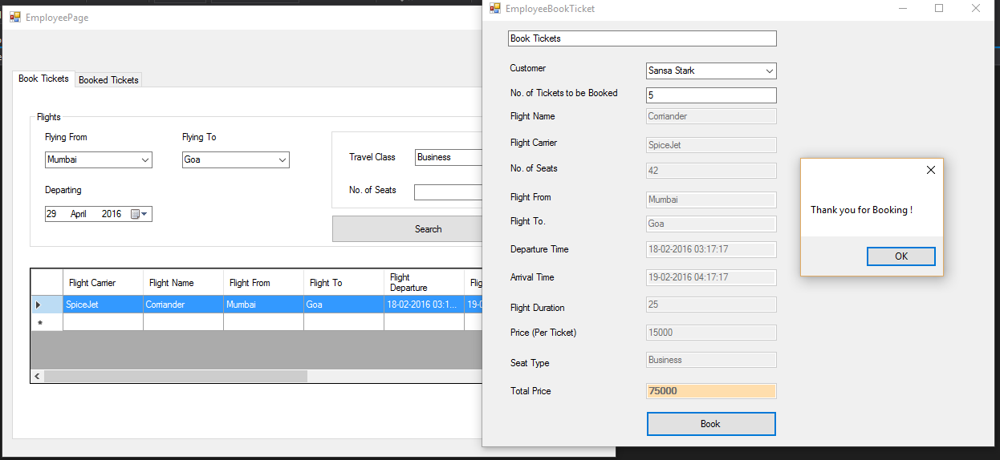 EmployeePage
Book Tickets
Booked Tickets
Flights
Flying From
Flying To
Mumbai
Goa
Departing
29 April 2016
Travel Class
Business
No. of Seats
Search
Flight Carrier
Flight Name
Flight From
Flight To
Flight
Departure
SpiceJet
Corriander
Mumbai
Goa
18-02-2016 03:1...
EmployeeBookTicket
Book Tickets
Customer
Sansa Stark
No. of Tickets to be Booked
5
Flight Name
Corriander
Flight Carrier
SpiceJet
No. of Seats
42
Flight From
Mumbai
Flight To.
Goa
Departure Time
18-02-2016 03:17:17
Arrival Time
19-02-2016 04:17:17
Flight Duration
25
Price (Per Ticket)
15000
Seat Type
Business
Total Price
75000
Book
Thank you for Booking !
OK